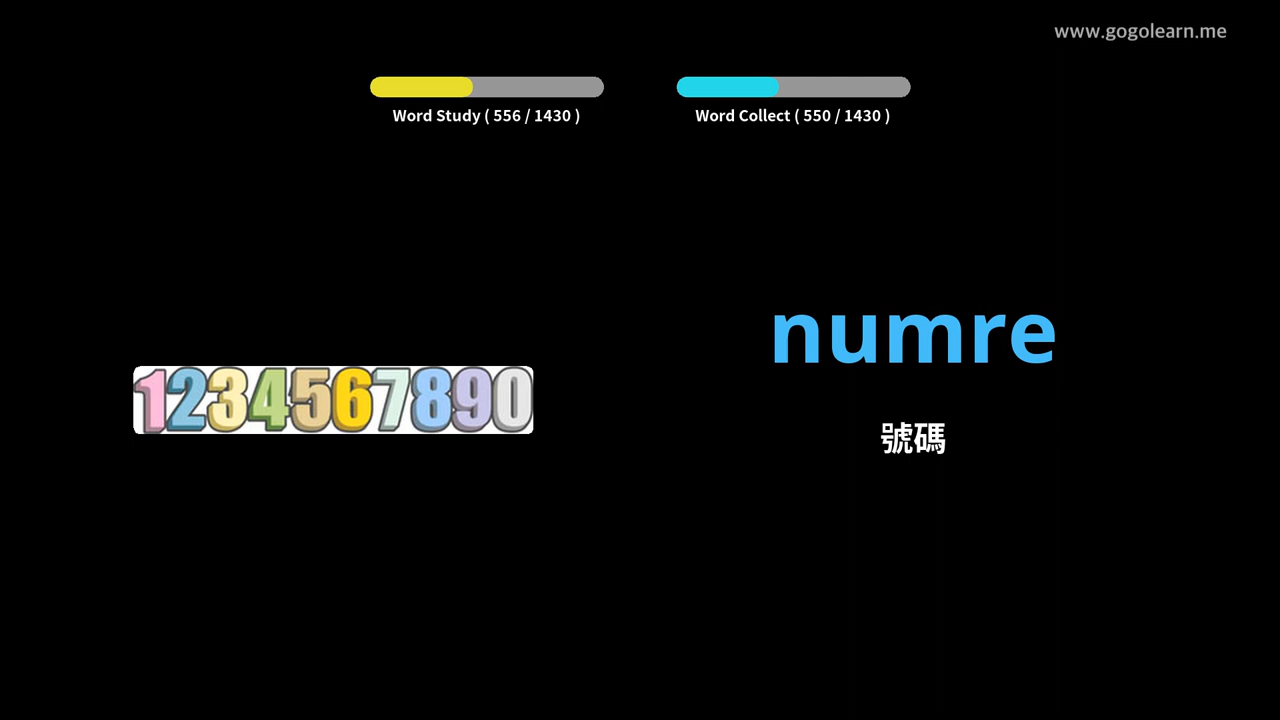 www.gogolearn.me
Word Study ( 556 / 1430 )
Word Collect ( 550 / 1430 )
numre
1234567890
號碼